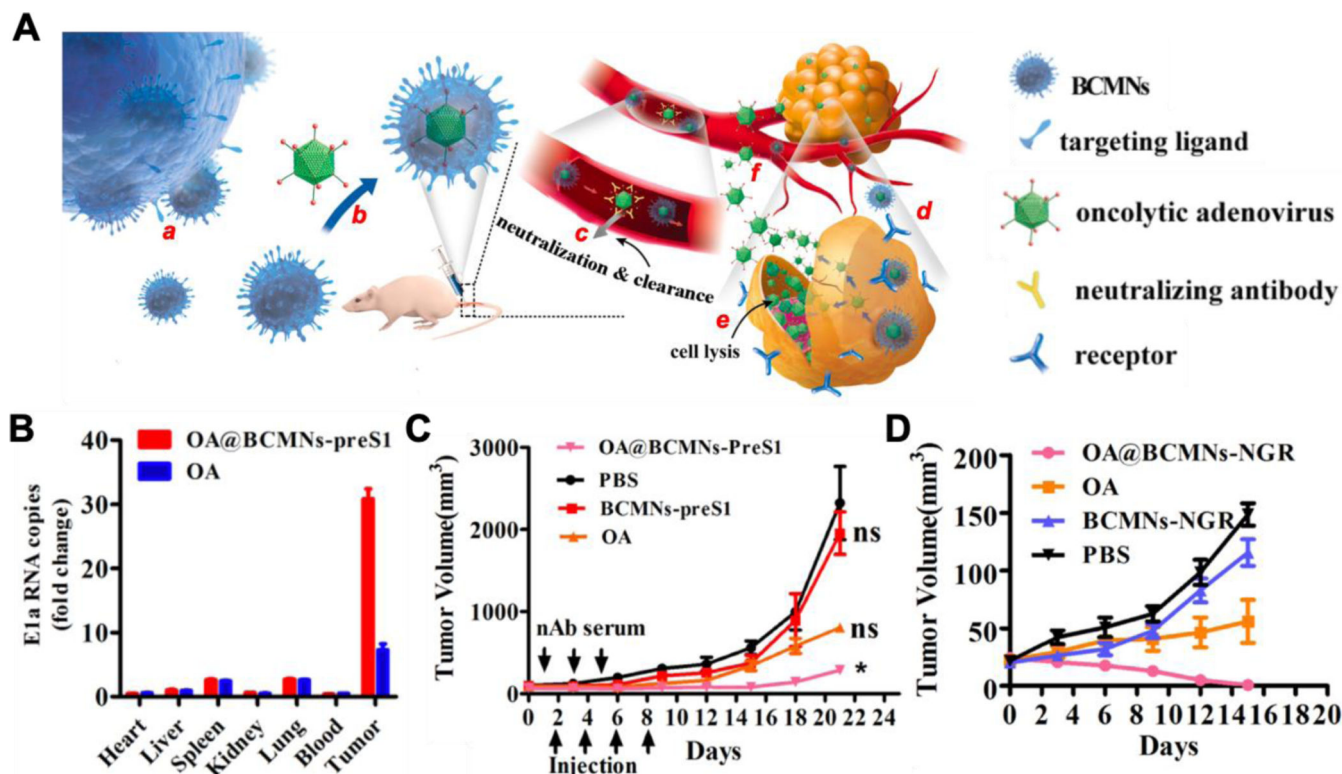 A
a
b
c
neutralization & clearance
f
d
e
cell lysis
BCMNs
targeting ligand
oncolytic adenovirus
neutralizing antibody
receptor
B
OA@BCMNs-preS1
OA
E1a RNA copies
(fold change)
40
30
20
10
0
Heart
Liver
Spleen
Kidney
Lung
Blood
Tumor
C
OA@BCMNs-PreS1
PBS
BCMNs-preS1
OA
Tumor Volume(mm3)
3000
2000
1000
0
nAb serum
ns
ns
*
0 2 4 6 8 10 12 14 16 18 20 22 24
Days
Injection
D
OA@BCMNs-NGR
OA
BCMNs-NGR
PBS
Tumor Volume(mm3)
200
150
100
50
0
0 2 4 6 8 10 12 14 16 18 20
Days